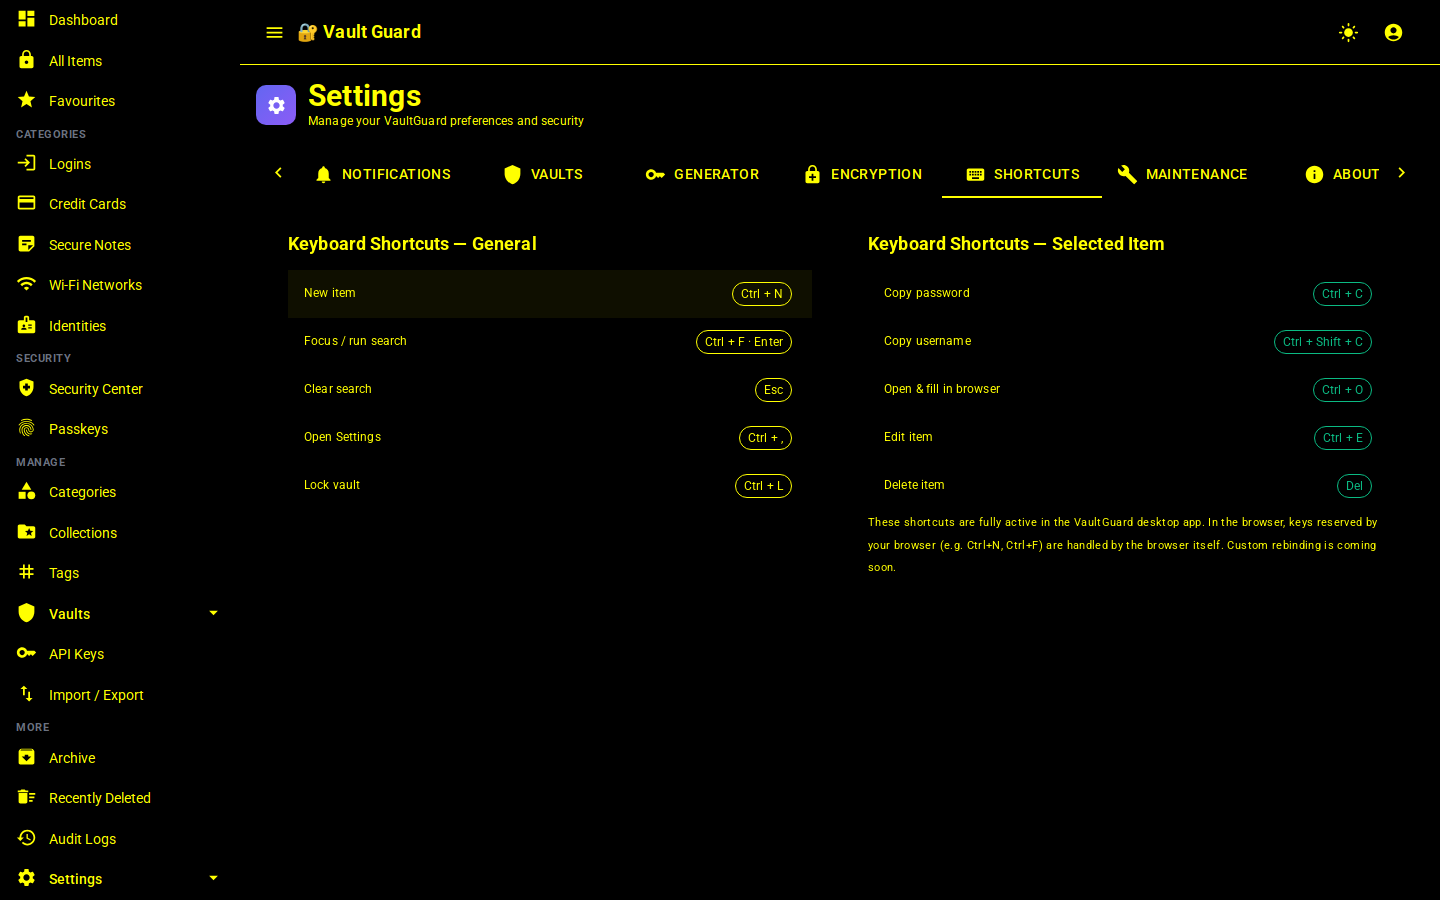 Dashboard
All Items
Favourites
CATEGORIES
Logins
Credit Cards
Secure Notes
Wi-Fi Networks
Identities
SECURITY
Security Center
Passkeys
MANAGE
Categories
Collections
Tags
Vaults
API Keys
Import / Export
MORE
Archive
Recently Deleted
Audit Logs
Settings
Vault Guard
Settings
Manage your VaultGuard preferences and security
NOTIFICATIONS
VAULTS
GENERATOR
ENCRYPTION
SHORTCUTS
MAINTENANCE
ABOUT
Keyboard Shortcuts — General
New item Ctrl + N
Focus / run search Ctrl + F · Enter
Clear search Esc
Open Settings Ctrl + ,
Lock vault Ctrl + L
Keyboard Shortcuts — Selected Item
Copy password Ctrl + C
Copy username Ctrl + Shift + C
Open & fill in browser Ctrl + O
Edit item Ctrl + E
Delete item Del
These shortcuts are fully active in the VaultGuard desktop app. In the browser, keys reserved by
your browser (e.g. Ctrl+N, Ctrl+F) are handled by the browser itself. Custom rebinding is coming
soon.